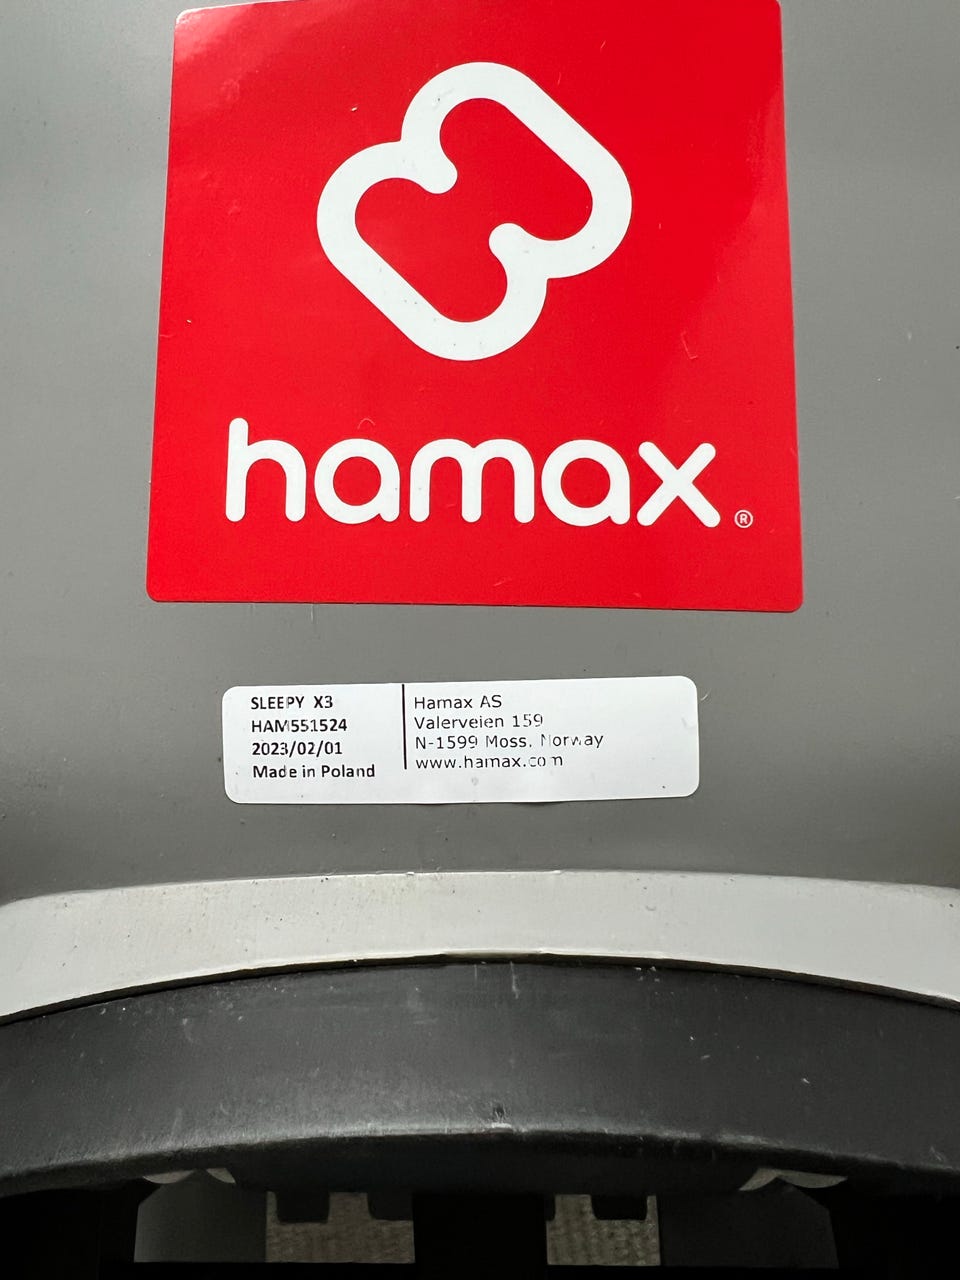 hamax®
SLEEPY X3
HAM551524
2023/02/01
Made in Poland
Hamax AS
Valerveien 159
N-1599 Moss, Norway
www.hamax.com